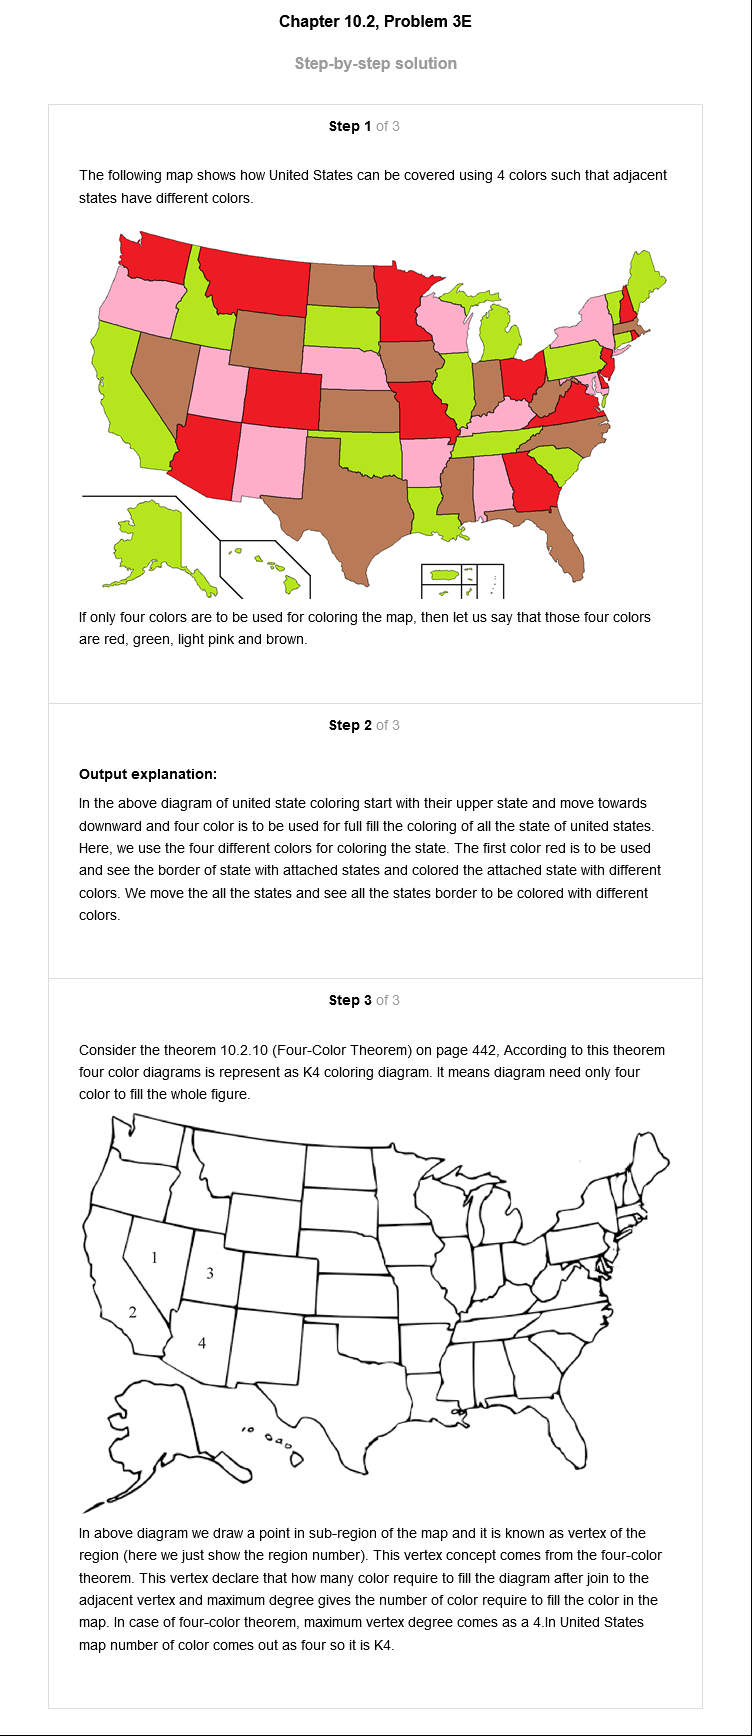 Chapter 10.2, Problem 3E
Step-by-step solution
Step 1 of 3
The following map shows how United States can be covered using 4 colors such that adjacent
states have different colors.
If only four colors are to be used for coloring the map, then let us say that those four colors
are red, green, light pink and brown.
Step 2 of 3
Output explanation:
In the above diagram of united state coloring start with their upper state and move towards
downward and four color is to be used for full fill the coloring of all the state of united states.
Here, we use the four different colors for coloring the state. The first color red is to be used
and see the border of state with attached states and colored the attached state with different
colors. We move the all the states and see all the states border to be colored with different
colors.
Step 3 of 3
Consider the theorem 10.2.10 (Four-Color Theorem) on page 442, According to this theorem
four color diagrams is represent as K4 coloring diagram. It means diagram need only four
color to fill the whole figure.
1
3
2
4
In above diagram we draw a point in sub-region of the map and it is known as vertex of the
region (here we just show the region number). This vertex concept comes from the four-color
theorem. This vertex declare that how many color require to fill the diagram after join to the
adjacent vertex and maximum degree gives the number of color require to fill the color in the
map. In case of four-color theorem, maximum vertex degree comes as a 4.In United States
map number of color comes out as four so it is K4.